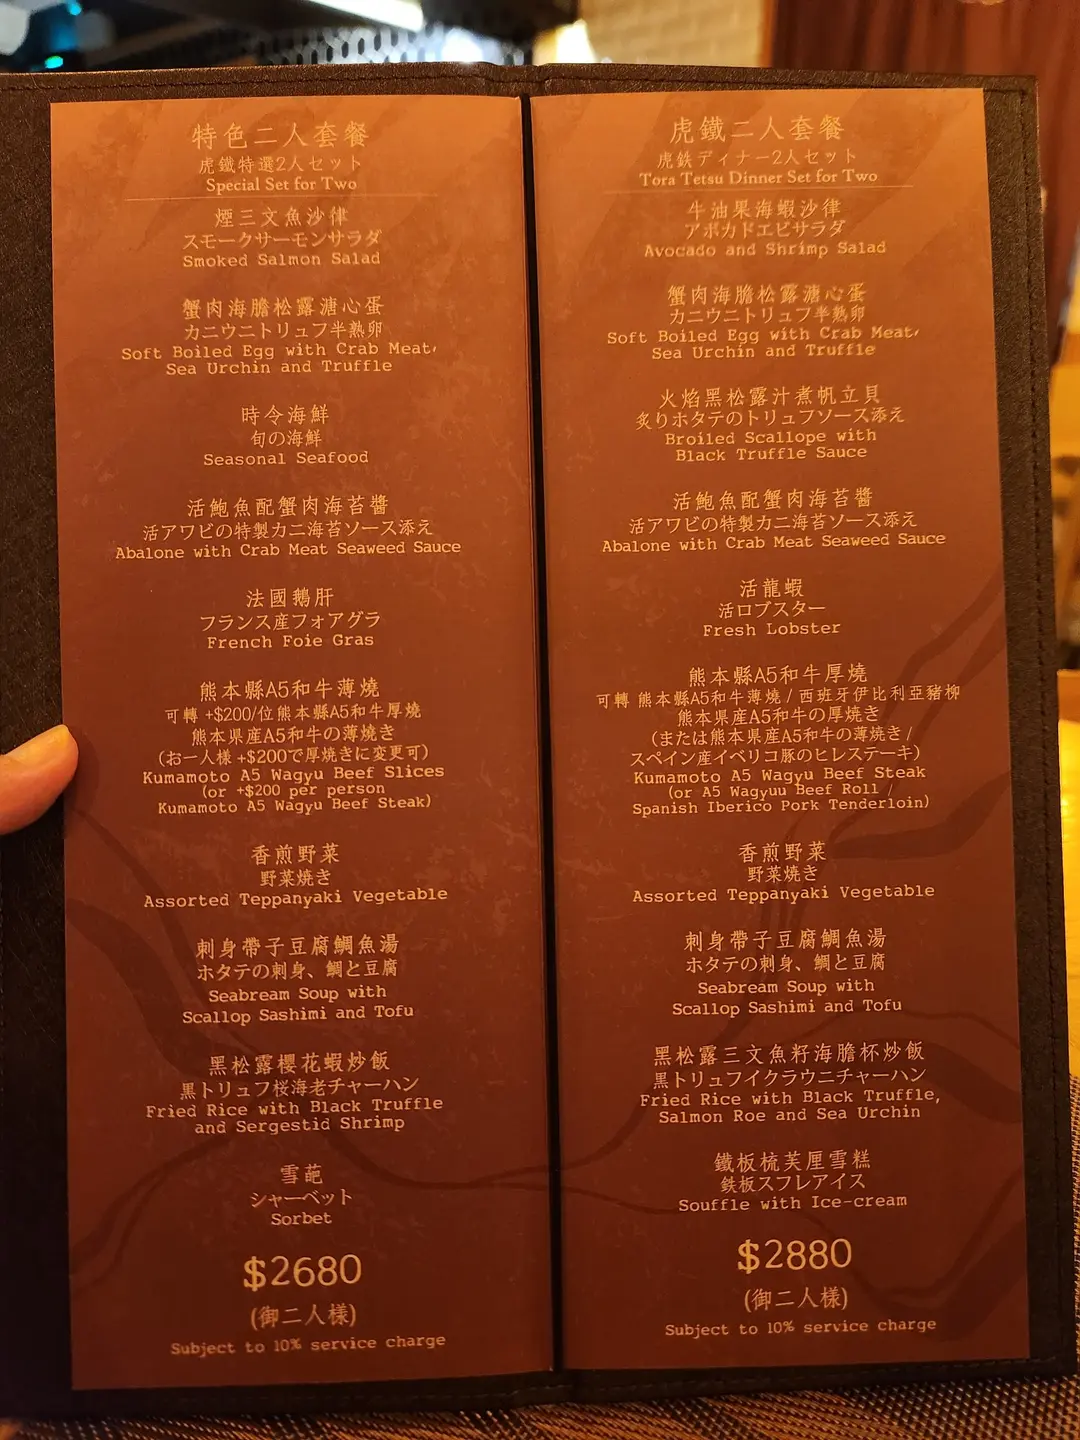 特色二人套餐
虎鐵特選2人セット
Special Set for Two
煙三文魚沙律
スモークサーモンサラダ
Smoked Salmon Salad
蟹肉海膽松露溏心蛋
カニウニトリュフ半熟卵
Soft Boiled Egg with Crab Meat,
Sea Urchin and Truffle
時令海鮮
旬の海鮮
Seasonal Seafood
活鮑魚配蟹肉海苔醬
活アワビの特製カニ海苔ソース添え
Abalone with Crab Meat Seaweed Sauce
法國鵝肝
フランス産フォアグラ
French Foie Gras
熊本縣A5和牛薄燒
可轉 +$200/位熊本縣A5和牛厚燒
熊本県産A5和牛の薄焼き
(お一人様 +$200で厚焼きに変更可)
Kumamoto A5 Wagyu Beef Slices
(or +$200 per person
Kumamoto A5 Wagyu Beef Steak)
香煎野菜
野菜焼き
Assorted Teppanyaki Vegetable
刺身帶子豆腐鯛魚湯
ホタテの刺身、鯛と豆腐
Seabream Soup with
Scallop Sashimi and Tofu
黑松露櫻花蝦炒飯
黒トリュフ桜海老チャーハン
Fried Rice with Black Truffle
and Sergestid Shrimp
雪葩
シャーベット
Sorbet
$2680
(御二人様)
Subject to 10% service charge
虎鐵二人套餐
虎鉄ディナー2人セット
Tora Tetsu Dinner Set for Two
牛油果海蝦沙律
アボカドエビサラダ
Avocado and Shrimp Salad
蟹肉海膽松露溏心蛋
カニウニトリュフ半熟卵
Soft Boiled Egg with Crab Meat,
Sea Urchin and Truffle
火焰黑松露汁煮帆立貝
炙りホタテのトリュフソース添え
Broiled Scallope with
Black Truffle Sauce
活鮑魚配蟹肉海苔醬
活アワビの特製カニ海苔ソース添え
Abalone with Crab Meat Seaweed Sauce
活龍蝦
活ロブスター
Fresh Lobster
熊本縣A5和牛厚燒
可轉 熊本縣A5和牛薄燒 / 西班牙伊比利亞豬柳
熊本県産A5和牛の厚焼き
(または熊本県産A5和牛の薄焼き /
スペイン産イベリコ豚のヒレステーキ)
Kumamoto A5 Wagyu Beef Steak
(or A5 Wagyuu Beef Roll /
Spanish Iberico Pork Tenderloin)
香煎野菜
野菜焼き
Assorted Teppanyaki Vegetable
刺身帶子豆腐鯛魚湯
ホタテの刺身、鯛と豆腐
Seabream Soup with
Scallop Sashimi and Tofu
黑松露三文魚籽海膽杯炒飯
黒トリュフイクラウニチャーハン
Fried Rice with Black Truffle,
Salmon Roe and Sea Urchin
鐵板梳芙厘雪糕
鉄板スフレアイス
Souffle with Ice-cream
$2880
(御二人様)
Subject to 10% service charge